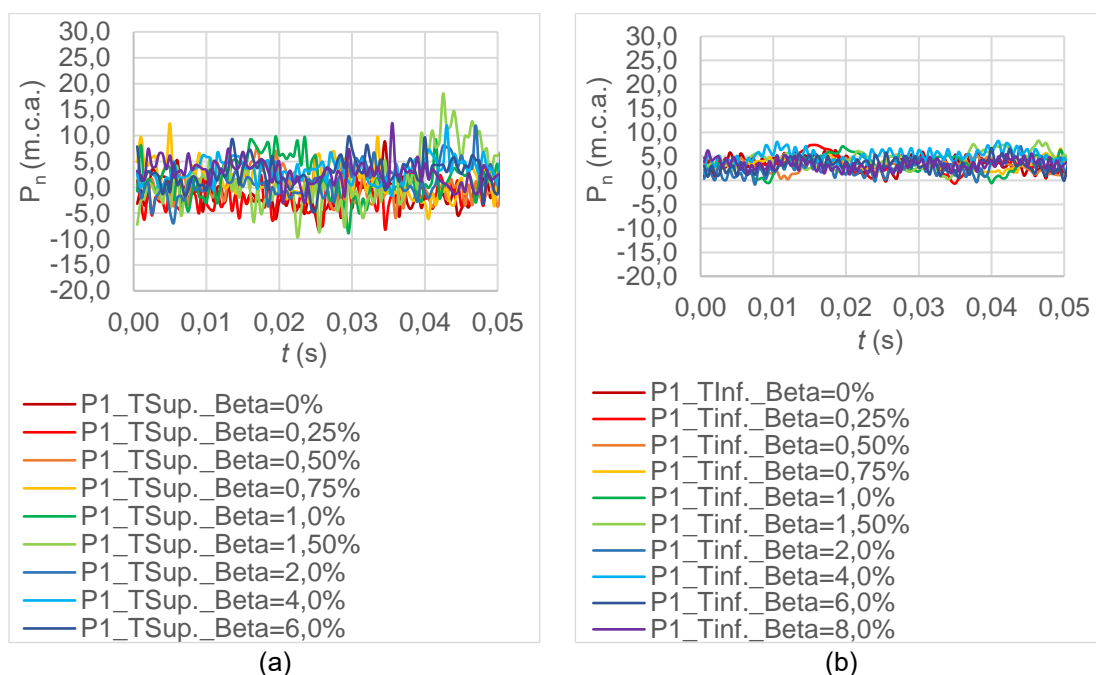 30,0
25,0
20,0
15,0
10,0
5,0
0,0
-5,0
-10,0
-15,0
-20,0
Pn (m.c.a.)
0,00 0,01 0,02 0,03 0,04 0,05
t (s)
P1_TSup._Beta=0%
P1_TSup._Beta=0,25%
P1_TSup._Beta=0,50%
P1_TSup._Beta=0,75%
P1_TSup._Beta=1,0%
P1_TSup._Beta=1,50%
P1_TSup._Beta=2,0%
P1_TSup._Beta=4,0%
P1_TSup._Beta=6,0%
(a)
30,0
25,0
20,0
15,0
10,0
5,0
0,0
-5,0
-10,0
-15,0
-20,0
Pn (m.c.a.)
0,00 0,01 0,02 0,03 0,04 0,05
t (s)
P1_TInf._Beta=0%
P1_Tinf._Beta=0,25%
P1_Tinf._Beta=0,50%
P1_Tinf._Beta=0,75%
P1_Tinf._Beta=1,0%
P1_Tinf._Beta=1,50%
P1_Tinf._Beta=2,0%
P1_Tinf._Beta=4,0%
P1_Tinf._Beta=6,0%
P1_Tinf._Beta=8,0%
(b)